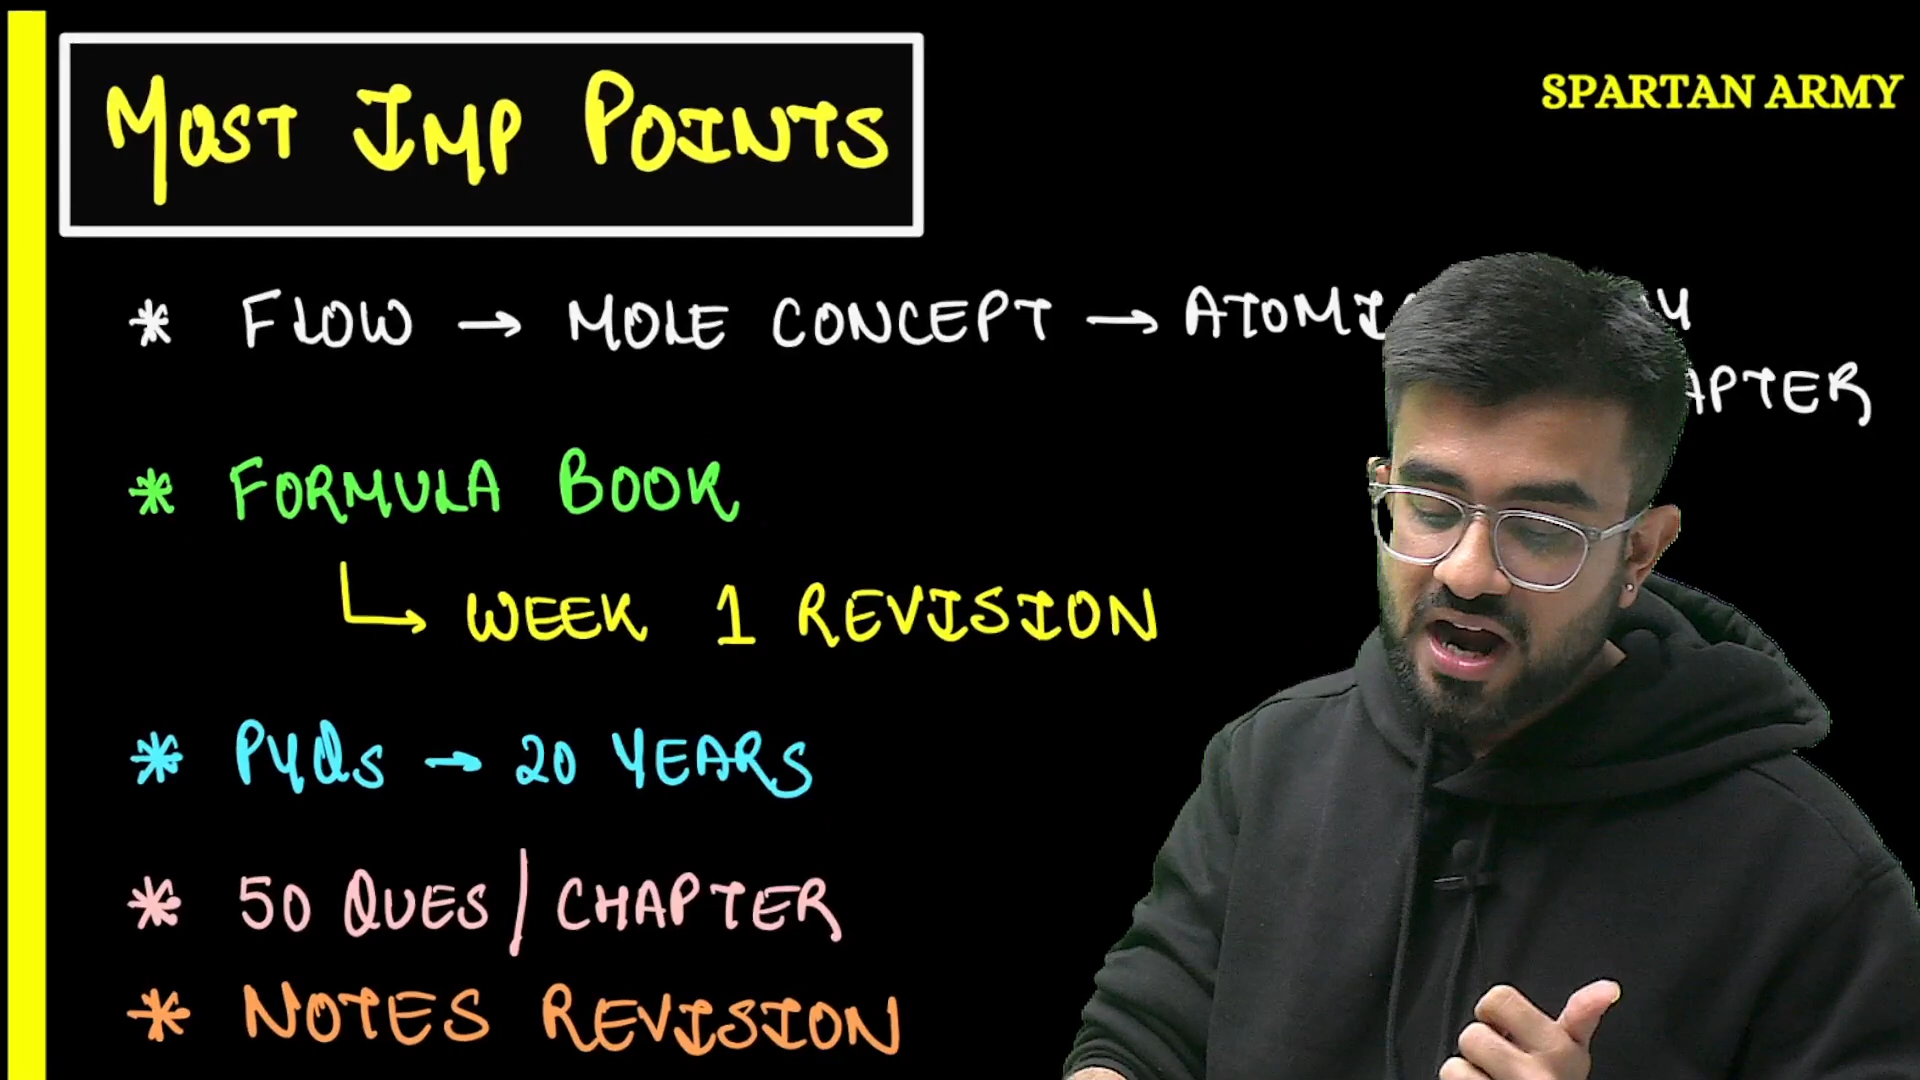 MOST IMP POINTS
SPARTAN ARMY
* FLOW → MOLE CONCEPT →
* FORMULA BOOK
↳ WEEK 1 REVISION
* PYQs → 20 YEARS
* 50 QUES / CHAPTER
* NOTES REVISION